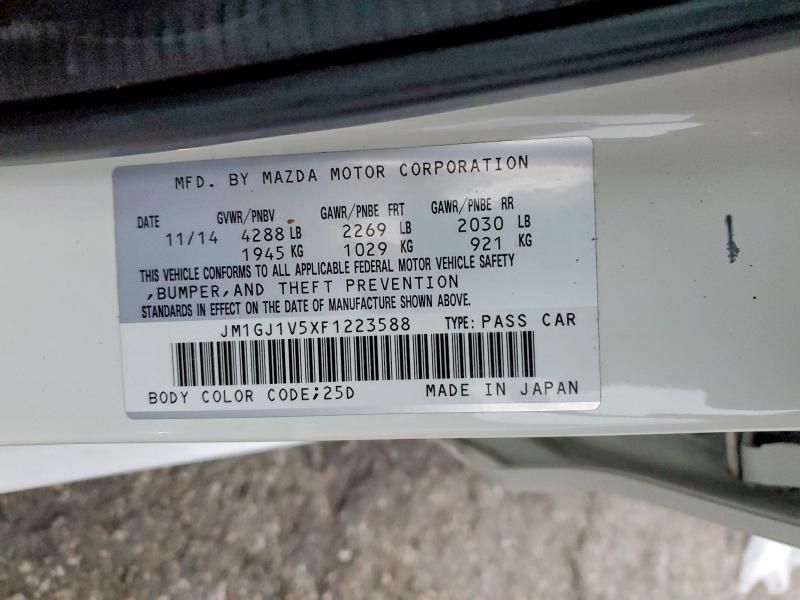 MFD. BY MAZDA MOTOR CORPORATION
DATE GVWR/PNBV GAWR/PNBE FRT GAWR/PNBE RR
11/14 4288 LB 2269 LB 2030 LB
1945 KG 1029 KG 921 KG
THIS VEHICLE CONFORMS TO ALL APPLICABLE FEDERAL MOTOR VEHICLE SAFETY
,BUMPER,AND THEFT PREVENTION
STANDARDS IN EFFECT ON THE DATE OF MANUFACTURE SHOWN ABOVE.
JM1GJ1V5XF1223588 TYPE: PASS CAR
BODY COLOR CODE;25D MADE IN JAPAN